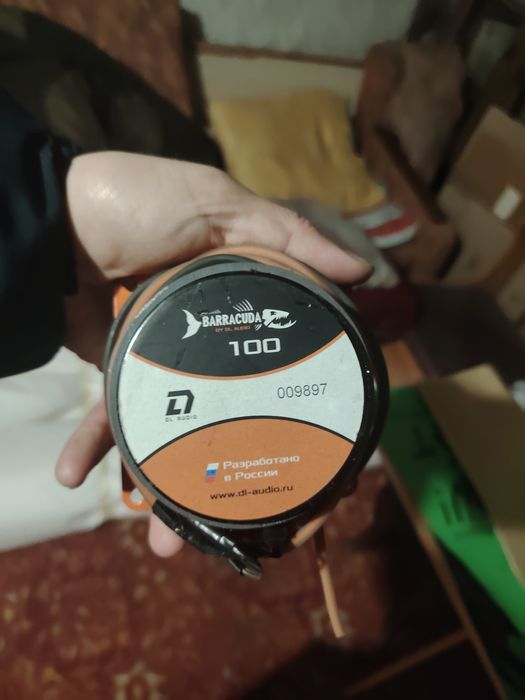 BARRACUDA
BY DL AUDIO
100
009897
DL AUDIO
Разработано
в России
www.dl-audio.ru